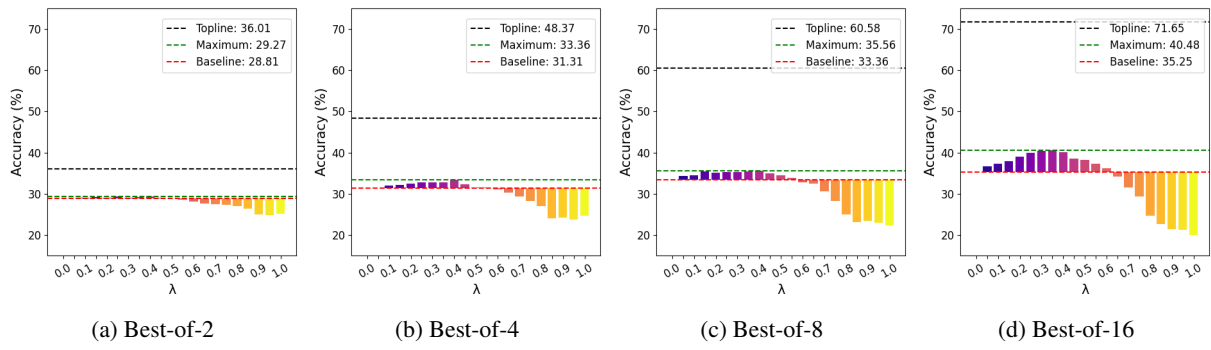 70
60
50
40
30
20
Accuracy (%)
Topline: 36.01
Maximum: 29.27
Baseline: 28.81
0.0 0.1 0.2 0.3 0.4 0.5 0.6 0.7 0.8 0.9 1.0
λ
(a) Best-of-2
70
60
50
40
30
20
Accuracy (%)
Topline: 48.37
Maximum: 33.36
Baseline: 31.31
0.0 0.1 0.2 0.3 0.4 0.5 0.6 0.7 0.8 0.9 1.0
λ
(b) Best-of-4
70
60
50
40
30
20
Accuracy (%)
Topline: 60.58
Maximum: 35.56
Baseline: 33.36
0.0 0.1 0.2 0.3 0.4 0.5 0.6 0.7 0.8 0.9 1.0
λ
(c) Best-of-8
70
60
50
40
30
20
Accuracy (%)
Topline: 71.65
Maximum: 40.48
Baseline: 35.25
0.0 0.1 0.2 0.3 0.4 0.5 0.6 0.7 0.8 0.9 1.0
λ
(d) Best-of-16